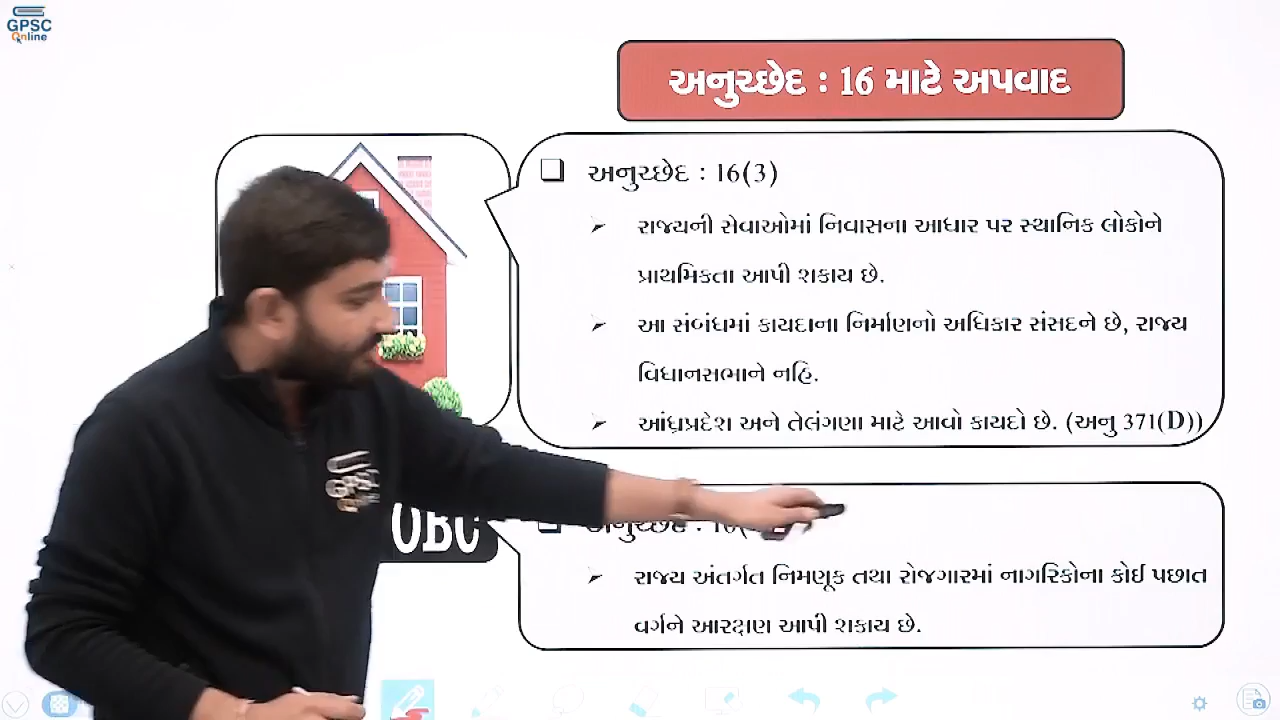 GPSC
Online
અનુચ્છેદ : 16 માટે અપવાદ
❑ અનુચ્છેદ : 16(3)
➢ રાજ્યની સેવાઓમાં નિવાસના આધાર પર સ્થાનિક લોકોને
પ્રાથમિકતા આપી શકાય છે.
➢ આ સંબંધમાં કાયદાના નિર્માણનો અધિકાર સંસદને છે, રાજ્ય
વિધાનસભાને નહિ.
➢ આંધ્રપ્રદેશ અને તેલંગણા માટે આવો કાયદો છે. (અનુ 371(D))
GPSC
OBC
❑ અનુચ્છેદ :
➢ રાજ્ય અંતર્ગત નિમણૂક તથા રોજગારમાં નાગરિકોના કોઈ પછાત
વર્ગને આરક્ષણ આપી શકાય છે.